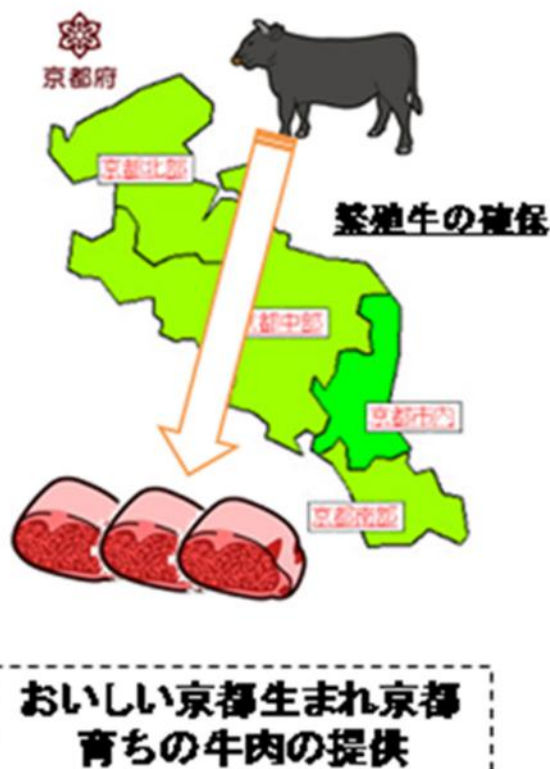 京都府
京都北部
繁殖牛の確保
都中部
京都市内
京都南部
おいしい京都生まれ京都
育ちの牛肉の提供